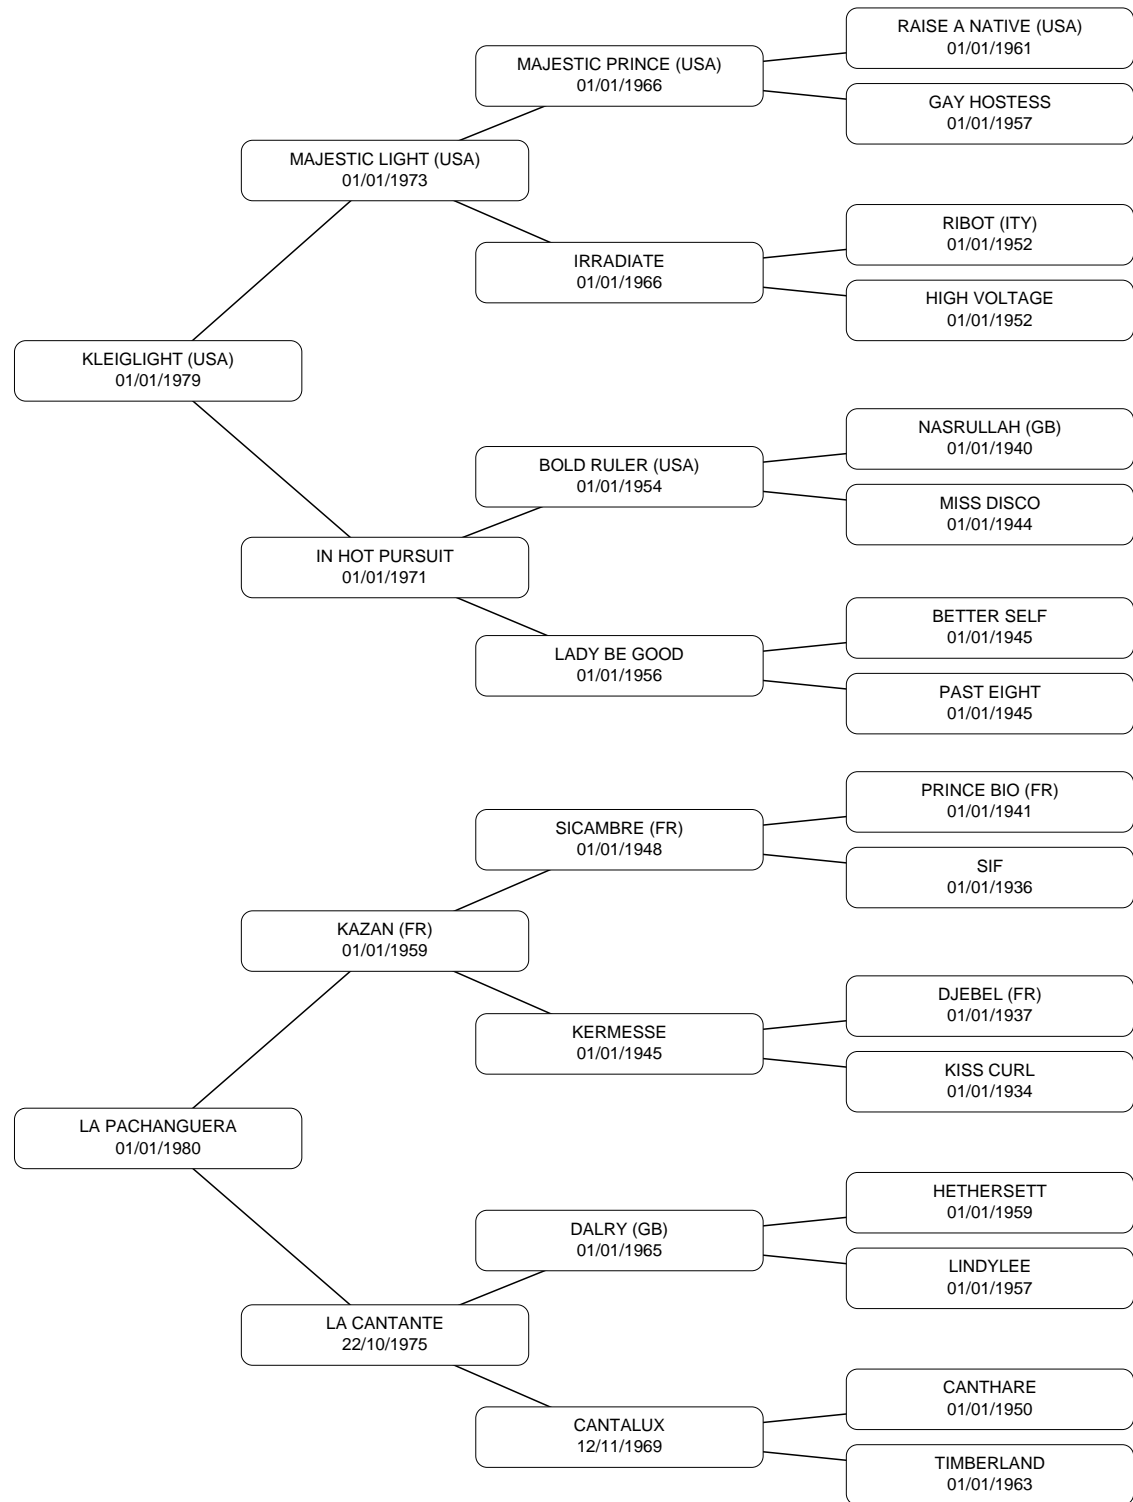 RAISE A NATIVE (USA)
01/01/1961
MAJESTIC PRINCE (USA)
01/01/1966
GAY HOSTESS
01/01/1957
MAJESTIC LIGHT (USA)
01/01/1973
RIBOT (ITY)
01/01/1952
IRRADIATE
01/01/1966
HIGH VOLTAGE
01/01/1952
KLEIGLIGHT (USA)
01/01/1979
NASRULLAH (GB)
01/01/1940
BOLD RULER (USA)
01/01/1954
MISS DISCO
01/01/1944
IN HOT PURSUIT
01/01/1971
BETTER SELF
01/01/1945
LADY BE GOOD
01/01/1956
PAST EIGHT
01/01/1945
PRINCE BIO (FR)
01/01/1941
SICAMBRE (FR)
01/01/1948
SIF
01/01/1936
KAZAN (FR)
01/01/1959
DJEBEL (FR)
01/01/1937
KERMESSE
01/01/1945
KISS CURL
01/01/1934
LA PACHANGUERA
01/01/1980
HETHERSETT
01/01/1959
DALRY (GB)
01/01/1965
LINDYLEE
01/01/1957
LA CANTANTE
22/10/1975
CANTHARE
01/01/1950
CANTALUX
12/11/1969
TIMBERLAND
01/01/1963